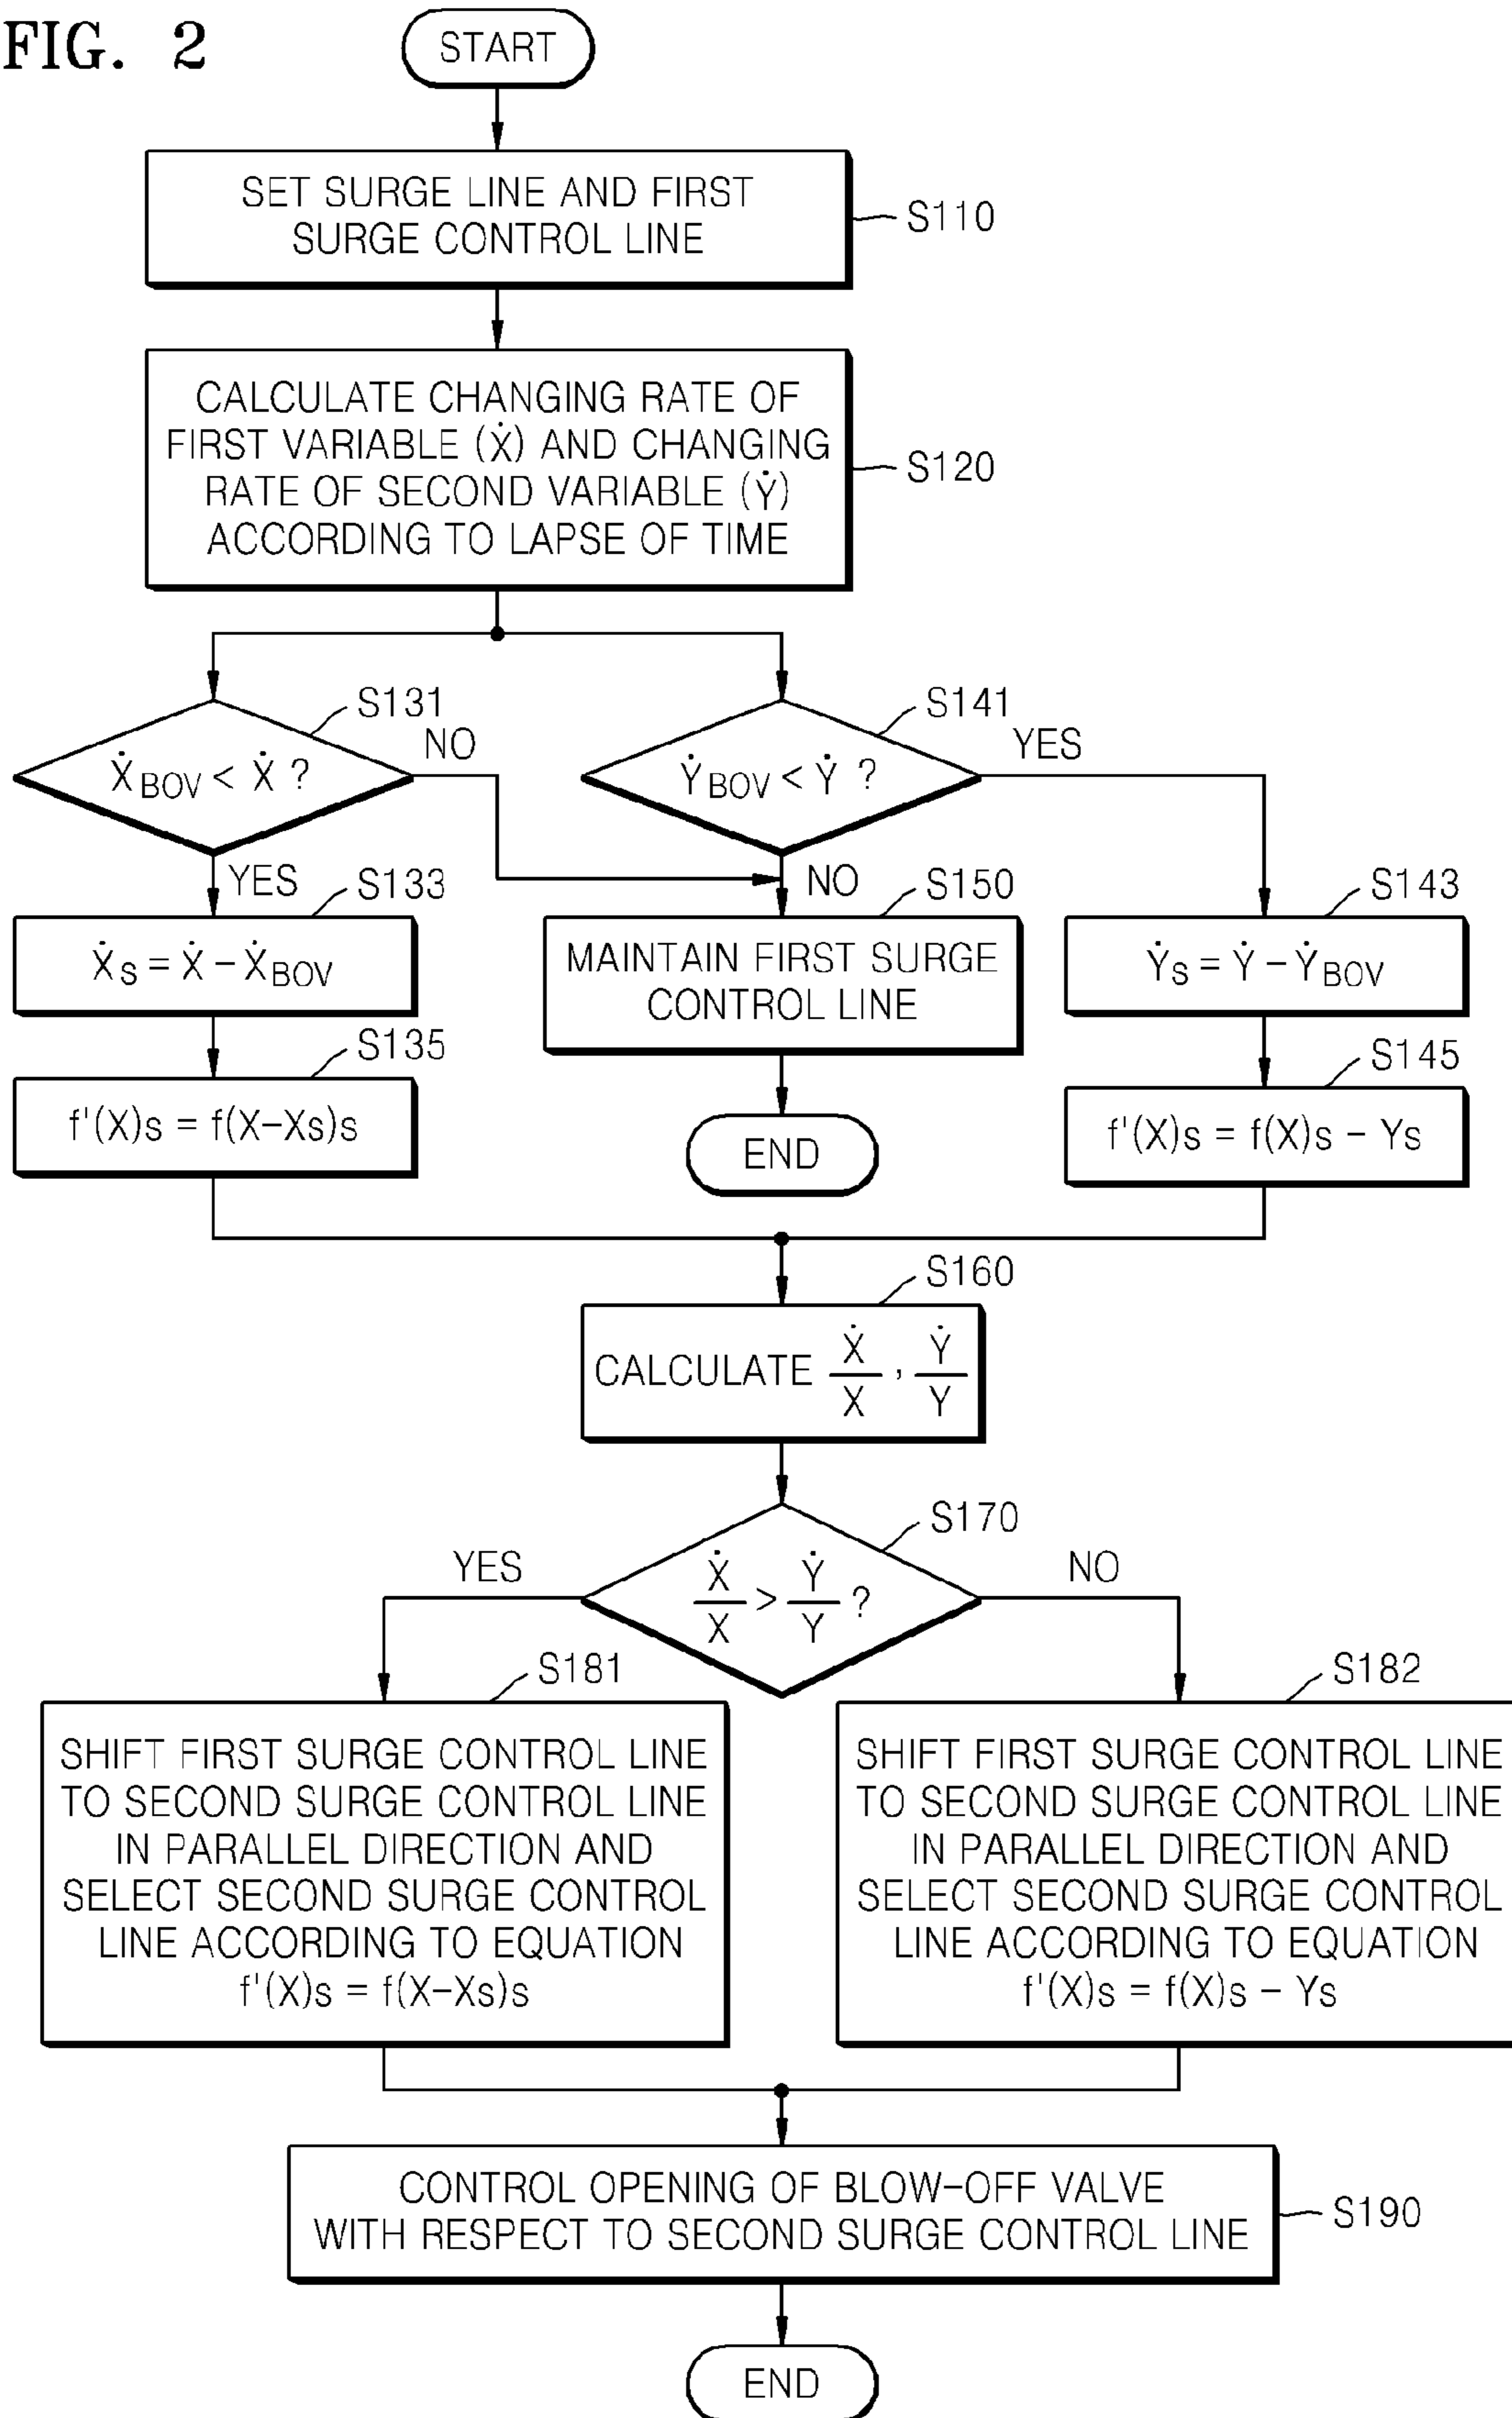 FIG. 2
START
SET SURGE LINE AND FIRST
SURGE CONTROL LINE
S110
CALCULATE CHANGING RATE OF
FIRST VARIABLE (Ẋ) AND CHANGING
RATE OF SECOND VARIABLE (Ẏ)
ACCORDING TO LAPSE OF TIME
S120
S131
ẊBOV < Ẋ ?
NO
YES
S141
ẎBOV < Ẏ ?
YES
NO
S133
ẊS = Ẋ – ẊBOV
S150
MAINTAIN FIRST SURGE
CONTROL LINE
S143
ẎS = Ẏ – ẎBOV
S135
f'(X)s = f(X–Xs)s
END
S145
f'(X)s = f(X)s – Ys
S160
CALCULATE Ẋ/X , Ẏ/Y
S170
Ẋ/X > Ẏ/Y ?
YES
NO
S181
SHIFT FIRST SURGE CONTROL LINE
TO SECOND SURGE CONTROL LINE
IN PARALLEL DIRECTION AND
SELECT SECOND SURGE CONTROL
LINE ACCORDING TO EQUATION
f'(X)s = f(X–Xs)s
S182
SHIFT FIRST SURGE CONTROL LINE
TO SECOND SURGE CONTROL LINE
IN PARALLEL DIRECTION AND
SELECT SECOND SURGE CONTROL
LINE ACCORDING TO EQUATION
f'(X)s = f(X)s – Ys
CONTROL OPENING OF BLOW–OFF VALVE
WITH RESPECT TO SECOND SURGE CONTROL LINE
S190
END